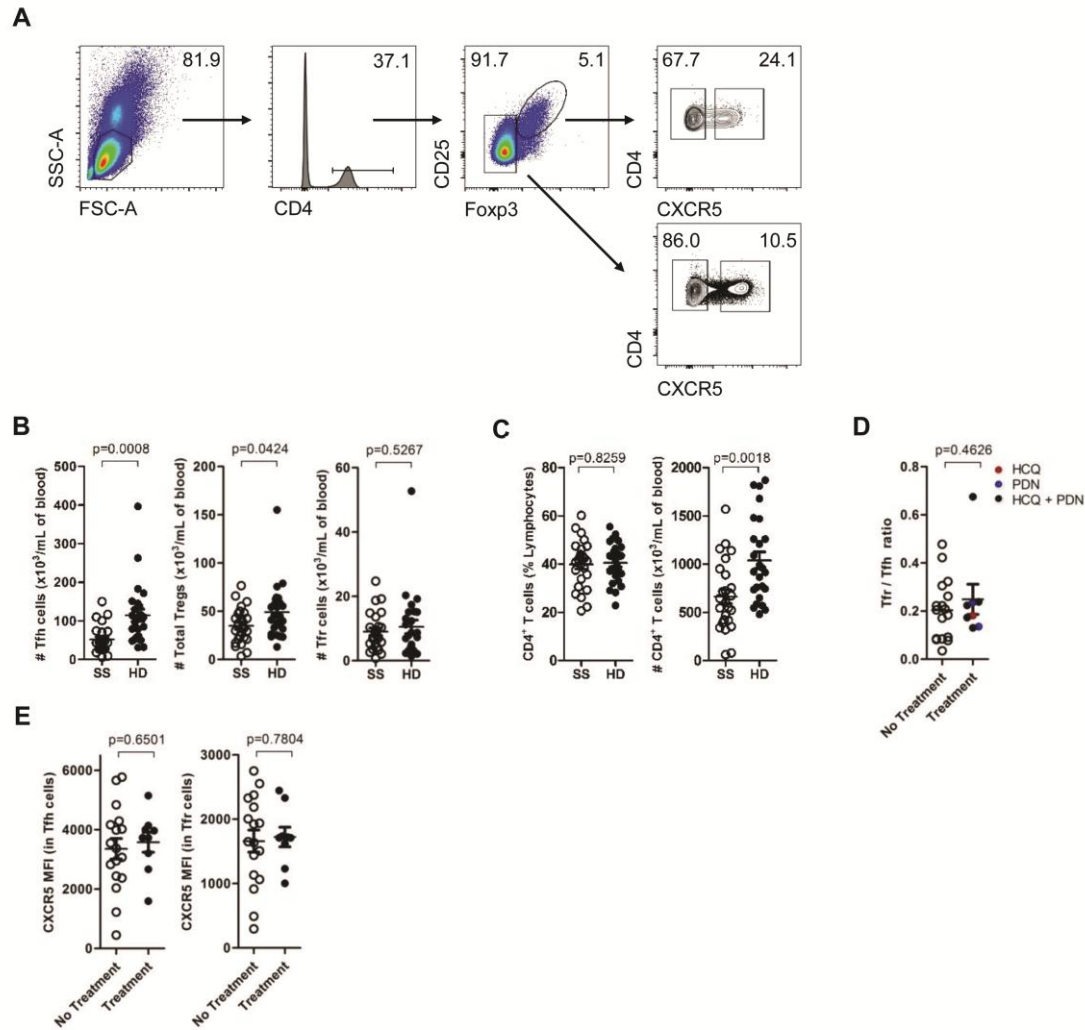 A
81.9
SSC-A
FSC-A
37.1
CD4
91.7 5.1
CD25
Foxp3
67.7 24.1
CD4
CXCR5
86.0 10.5
CD4
CXCR5
B
p=0.0008
# Tfh cells (x10³/mL of blood)
500
400
300
200
100
0
SS HD
p=0.0424
# Total Tregs (x10³/mL of blood)
200
150
100
50
0
SS HD
p=0.5267
# Tfr cells (x10³/mL of blood)
60
40
20
0
SS HD
C
p=0.8259
CD4⁺ T cells (% Lymphocytes)
80
60
40
20
0
SS HD
p=0.0018
# CD4⁺ T cells (x10³/mL of blood)
2000
1500
1000
500
0
SS HD
D
p=0.4626
Tfr / Tfh ratio
0.8
0.6
0.4
0.2
0.0
No Treatment
Treatment
HCQ
PDN
HCQ + PDN
E
p=0.6501
CXCR5 MFI (in Tfh cells)
6000
4000
2000
0
No Treatment
Treatment
p=0.7804
CXCR5 MFI (in Tfr cells)
3000
2000
1000
0
No Treatment
Treatment